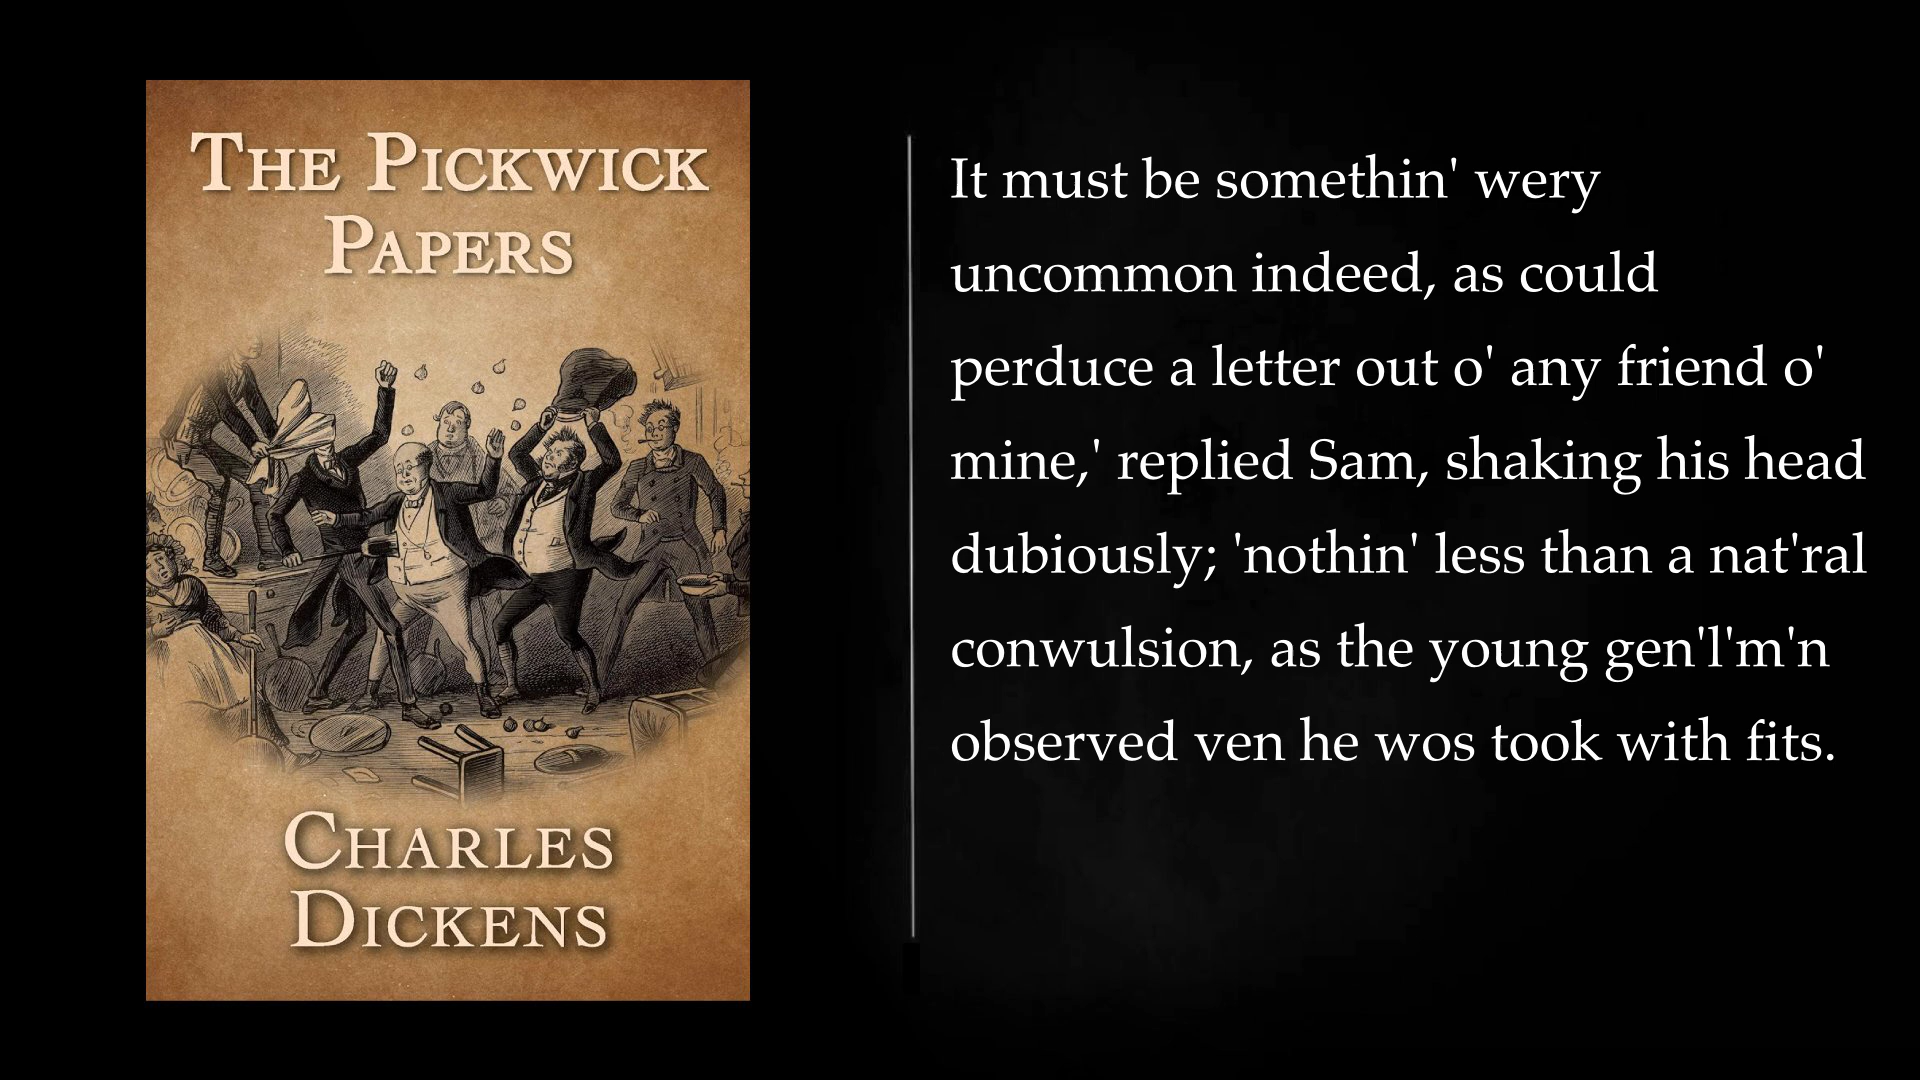 THE PICKWICK
PAPERS
CHARLES
DICKENS
It must be somethin' wery
uncommon indeed, as could
perduce a letter out o' any friend o'
mine,' replied Sam, shaking his head
dubiously; 'nothin' less than a nat'ral
conwulsion, as the young gen'l'm'n
observed ven he wos took with fits.